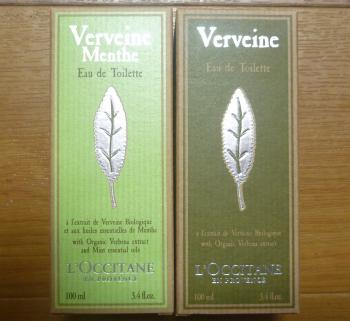 Verveine
Menthe
Eau de Toilette
à l'extrait de Verveine Biologique
et aux huiles essentielles de Menthe
with Organic Verbena extract
and Mint essential oils
L'OCCITANE
EN PROVENCE
100 ml 3.4 fl.oz.
Verveine
Eau de Toilette
à l'extrait de Verveine Biologique
with Organic Verbena extract
L'OCCITANE
EN PROVENCE
100 ml 3.4 fl.oz.